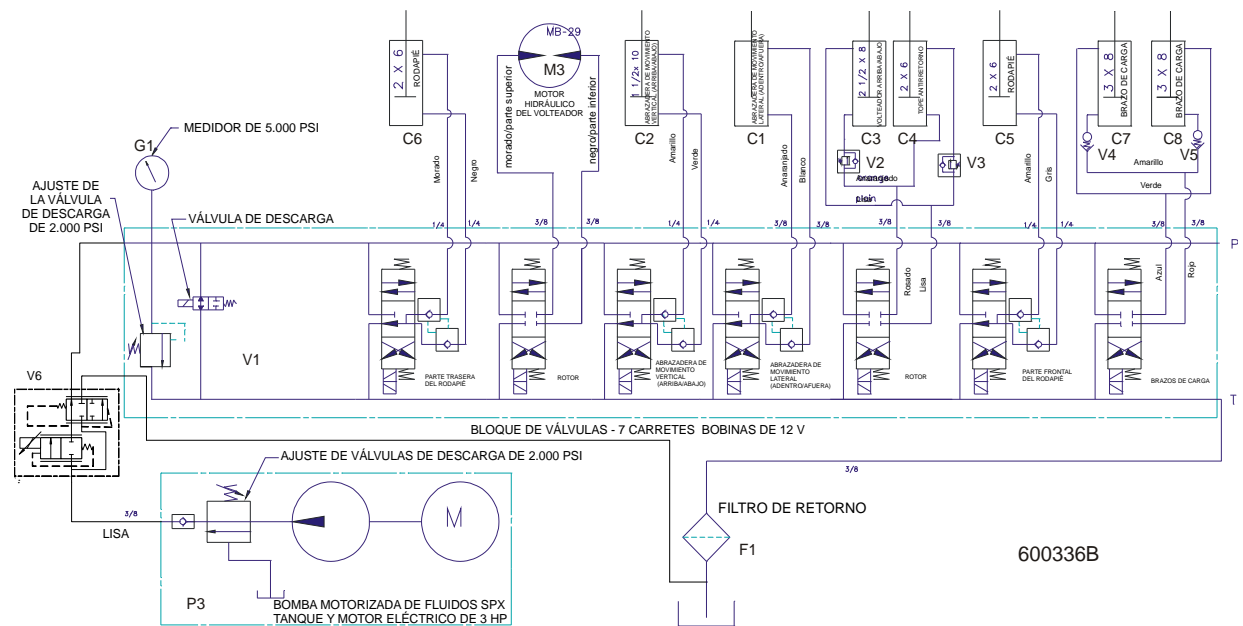 MB-29
M3
MOTOR
HIDRÁULICO
DEL VOLTEADOR
morado/parte superior
negro/parte inferior
2 X 6
RODAPIÉ
C6
Morado
Negro
1 1/2x 10
ABRAZADERA DE MOVIMIENTO
VERTICAL (ARRIBA/ABAJO)
C2
Amarillo
Verde
ABRAZADERA DE MOVIMIENTO
LATERAL (ADENTRO/AFUERA)
C1
Anaranjado
Blanco
2 1/2 X 8
VOLTEADOR ARRIBA/ABAJO
C3
2 X 6
C4
V2
V3
orange
2 X 6
RODAPIÉ
C5
Amarillo
Gris
3 X 8
BRAZO DE CARGA
C7
3 X 8
BRAZO DE CARGA
C8
V4
V5
Amarillo
Verde
MEDIDOR DE 5.000 PSI
G1
AJUSTE DE
LA VÁLVULA
DE DESCARGA
DE 2.000 PSI
VÁLVULA DE DESCARGA
1/4
1/4
3/8
3/8
1/4
1/4
3/8
3/8
3/8
3/8
1/4
1/4
3/8
3/8
P
Rosado
Lisa
Azul
Rojo
V1
V6
PARTE TRASERA
DEL RODAPIÉ
ROTOR
ABRAZADERA DE
MOVIMIENTO
VERTICAL
(ARRIBA/ABAJO)
ABRAZADERA DE
MOVIMIENTO
LATERAL
(ADENTRO/AFUERA)
ROTOR
PARTE FRONTAL
DEL RODAPIÉ
BRAZOS DE CARGA
T
BLOQUE DE VÁLVULAS - 7 CARRETES BOBINAS DE 12 V
AJUSTE DE VÁLVULAS DE DESCARGA DE 2.000 PSI
3/8
3/8
LISA
M
FILTRO DE RETORNO
F1
600336B
P3
BOMBA MOTORIZADA DE FLUIDOS SPX
TANQUE Y MOTOR ELÉCTRICO DE 3 HP